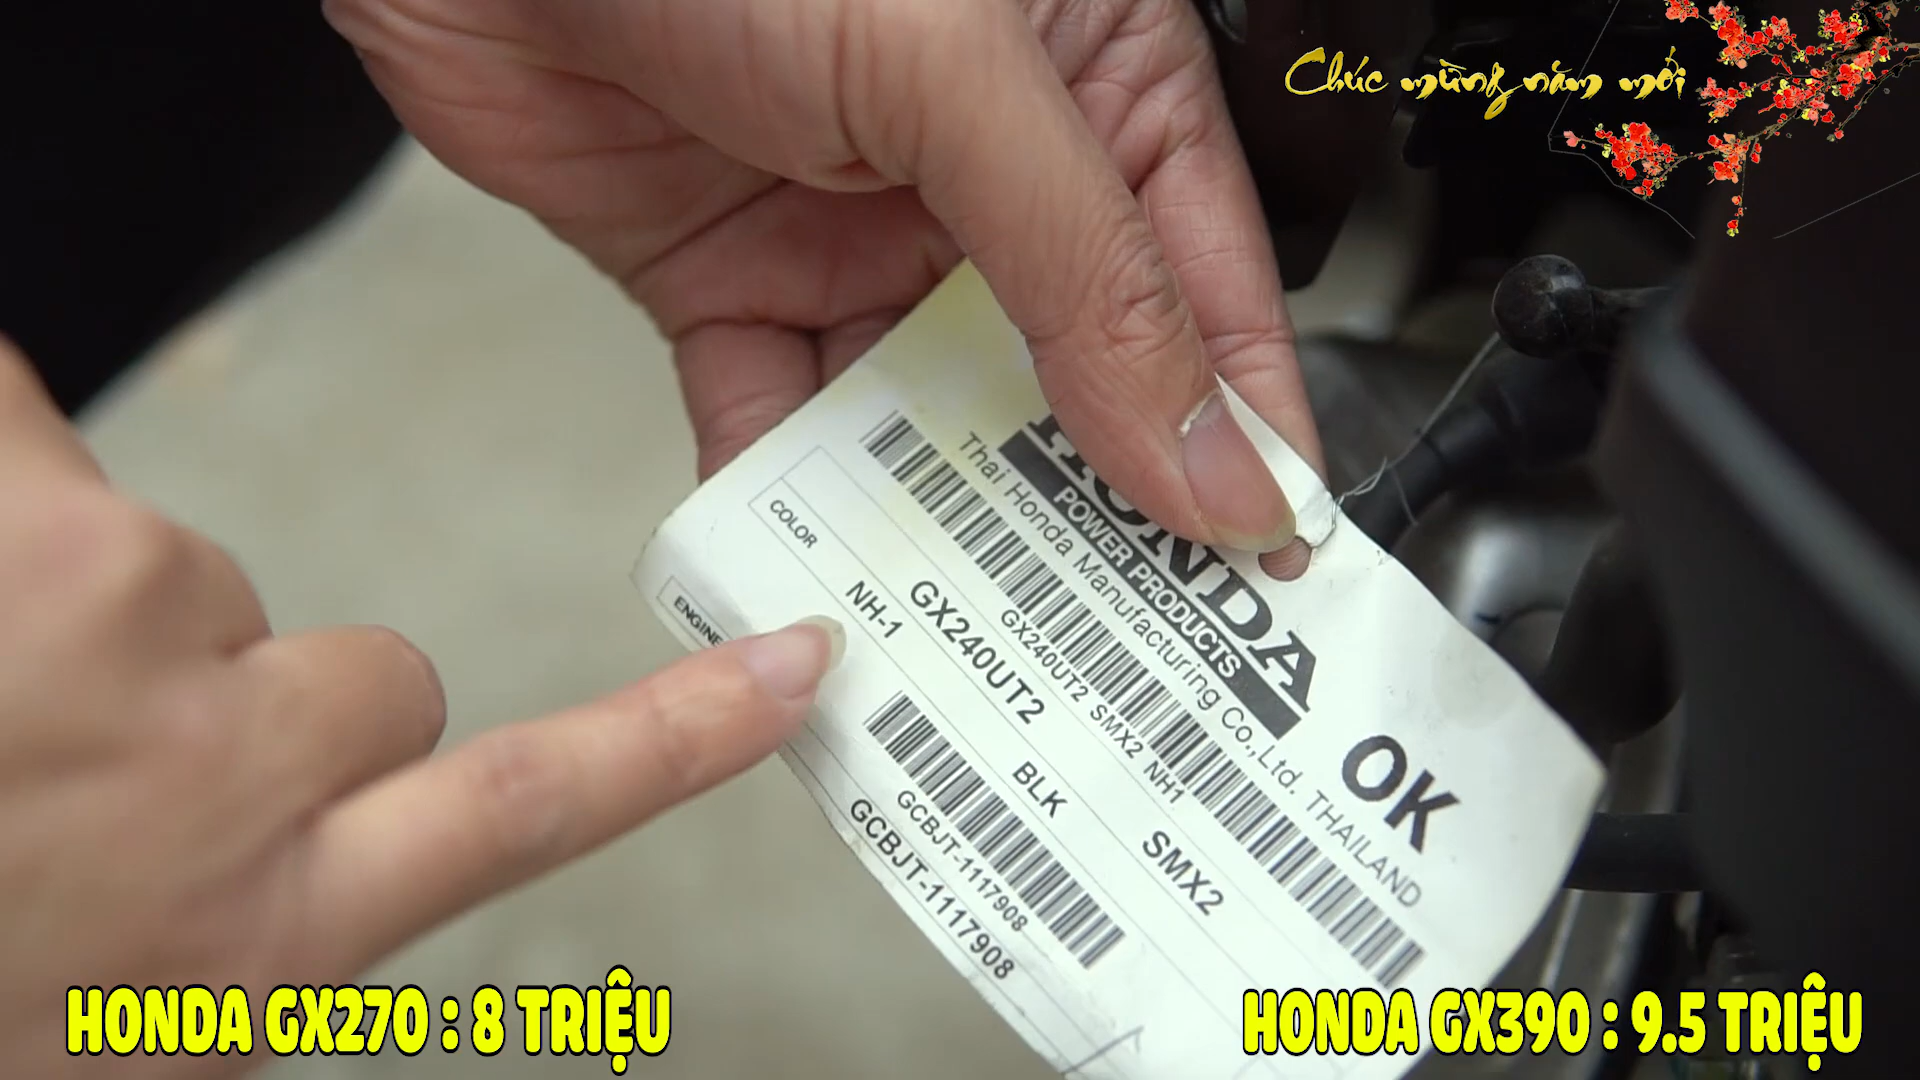 Chúc mừng năm mới
HONDA
POWER PRODUCTS
Thai Honda Manufacturing Co.,Ltd. THAILAND
OK
GX240UT2 SMX2 NH1
GX240UT2 SMX2
COLOR
NH-1 BLK
ENGINE
GCBJT-1117908
GCBJT-1117908
HONDA GX270 : 8 TRIỆU
HONDA GX390 : 9.5 TRIỆU